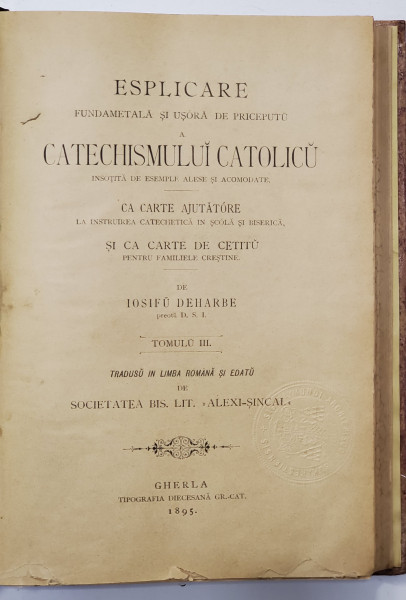 ESPLICARE
FUNDAMETALĂ ȘI UȘÓRĂ DE PRICEPUTŬ
A
CATECHISMULUĬ CATOLICŬ
INSOȚITĂ DE ESEMPLE ALESE ȘI ACOMODATE.
CA CARTE AJUTĂTÓRE
LA INSTRUIREA CATECHETICĂ IN ȘCÓLĂ ȘI BISERICĂ,
ȘI CA CARTE DE CETITŬ
PENTRU FAMILIELE CREȘTINE.
DE
IOSIFŬ DEHARBE
preotŭ D. S. I.
TOMULŬ III.
TRADUSŬ IN LIMBA ROMÂNĂ ȘI EDATŬ
DE
SOCIETATEA BIS. LIT. «ALEXI-ȘINCAI»
GHERLA
TIPOGRAFIA DIECESANĂ GR.-CAT.
1895.